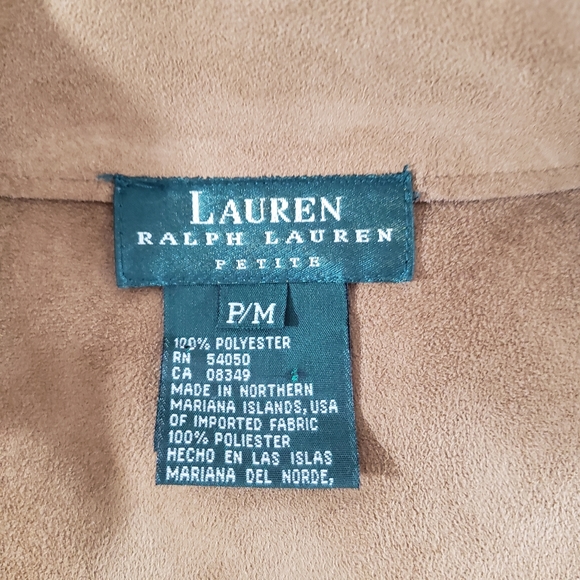 LAUREN
RALPH LAUREN
PETITE
P/M
100% POLYESTER
RN 54050
CA 08349
MADE IN NORTHERN
MARIANA ISLANDS, USA
OF IMPORTED FABRIC
100% POLIESTER
HECHO EN LAS ISLAS
MARIANA DEL NORDE,